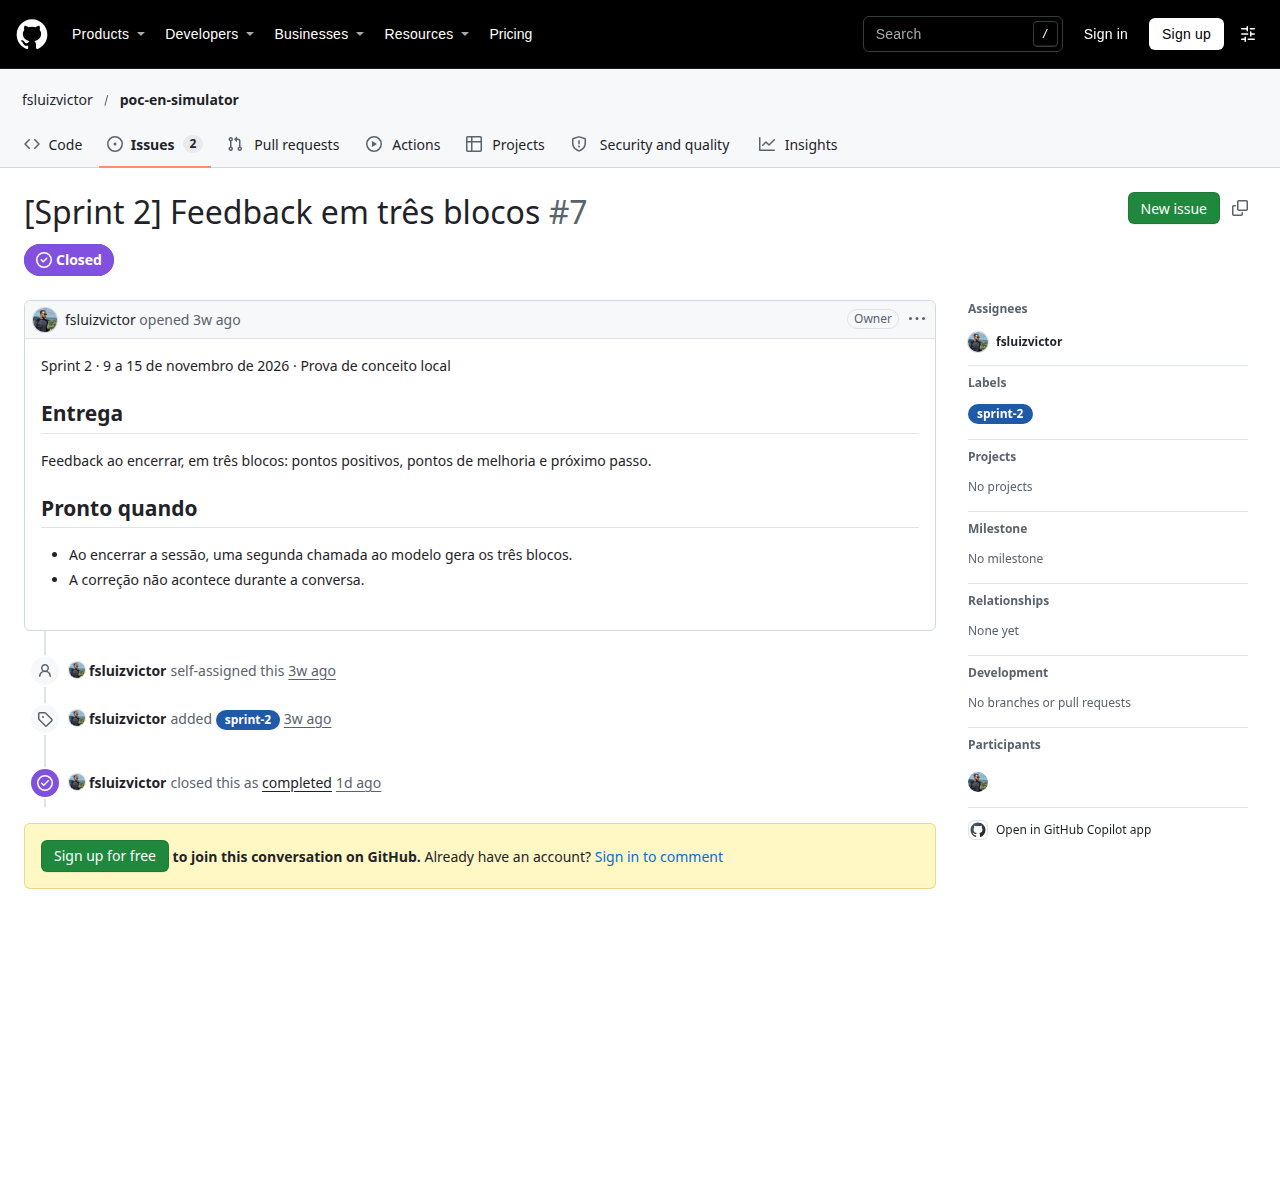 Products Developers Businesses Resources Pricing Search / Sign in Sign up
fsluizvictor / poc-en-simulator
Code Issues 2 Pull requests Actions Projects Security and quality Insights
[Sprint 2] Feedback em três blocos #7
New issue
Closed
fsluizvictor opened 3w ago Owner
Sprint 2 · 9 a 15 de novembro de 2026 · Prova de conceito local
Entrega
Feedback ao encerrar, em três blocos: pontos positivos, pontos de melhoria e próximo passo.
Pronto quando
• Ao encerrar a sessão, uma segunda chamada ao modelo gera os três blocos.
• A correção não acontece durante a conversa.
fsluizvictor self-assigned this 3w ago
fsluizvictor added sprint-2 3w ago
fsluizvictor closed this as completed 1d ago
Sign up for free to join this conversation on GitHub. Already have an account? Sign in to comment
Assignees
fsluizvictor
Labels
sprint-2
Projects
No projects
Milestone
No milestone
Relationships
None yet
Development
No branches or pull requests
Participants
Open in GitHub Copilot app